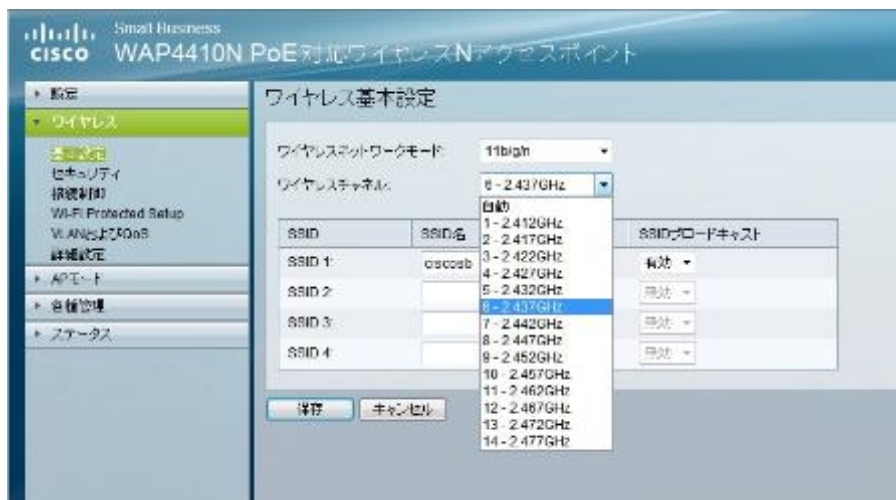 Small Business
CISCO WAP4410N PoE対応ワイヤレスNアクセスポイント
設定
ワイヤレス
基本設定
セキュリティ
接続制御
Wi-Fi Protected Setup
VLANおよびQoS
詳細設定
APモード
各種管理
ステータス
ワイヤレス基本設定
ワイヤレスネットワークモード: 11b/g/n
ワイヤレスチャネル: 6 - 2.437GHz
自動
1 - 2.412GHz
2 - 2.417GHz
3 - 2.422GHz
4 - 2.427GHz
5 - 2.432GHz
6 - 2.437GHz
7 - 2.442GHz
8 - 2.447GHz
9 - 2.452GHz
10 - 2.457GHz
11 - 2.462GHz
12 - 2.467GHz
13 - 2.472GHz
14 - 2.477GHz
SSID SSID名 SSIDブロードキャスト
SSID 1: ciscosb 有効
SSID 2: 無効
SSID 3: 無効
SSID 4: 無効
保存 キャンセル